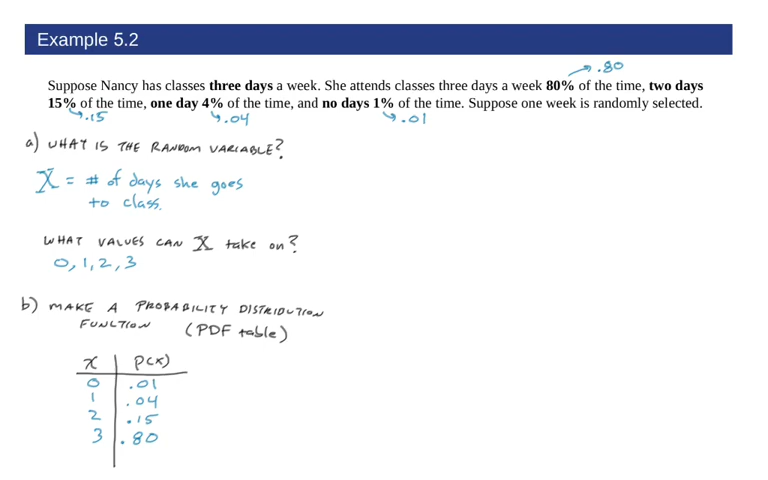 Example 5.2
.80
Suppose Nancy has classes three days a week. She attends classes three days a week 80% of the time, two days
15% of the time, one day 4% of the time, and no days 1% of the time. Suppose one week is randomly selected.
.15 .04 .01
a) WHAT IS THE RANDOM VARIABLE?
X = # of days she goes
to class.
WHAT VALUES CAN X take on?
0, 1, 2, 3
b) MAKE A PROBABILITY DISTRIBUTION
FUNCTION (PDF table)
x P(x)
0 .01
1 .04
2 .15
3 .80